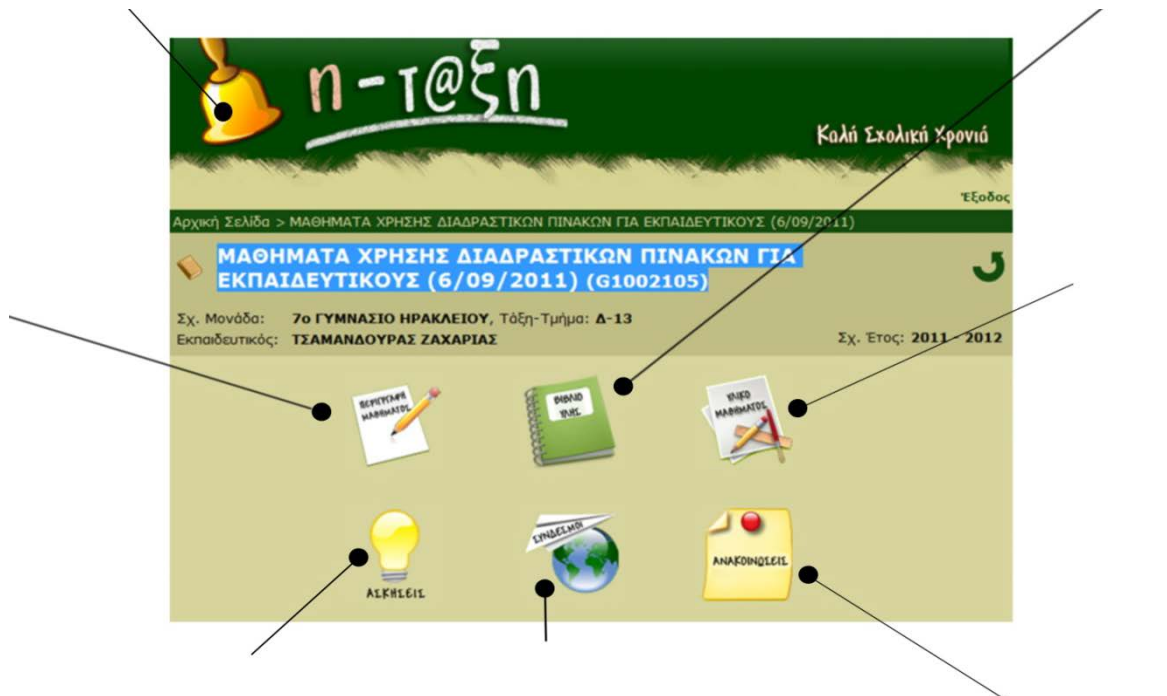 η-τ@ξη
Καλή Σχολική Χρονιά
Έξοδος
Αρχική Σελίδα > ΜΑΘΗΜΑΤΑ ΧΡΗΣΗΣ ΔΙΑΔΡΑΣΤΙΚΩΝ ΠΙΝΑΚΩΝ ΓΙΑ ΕΚΠΑΙΔΕΥΤΙΚΟΥΣ (6/09/2011)
ΜΑΘΗΜΑΤΑ ΧΡΗΣΗΣ ΔΙΑΔΡΑΣΤΙΚΩΝ ΠΙΝΑΚΩΝ ΓΙΑ
ΕΚΠΑΙΔΕΥΤΙΚΟΥΣ (6/09/2011) (G1002105)
Σχ. Μονάδα: 7ο ΓΥΜΝΑΣΙΟ ΗΡΑΚΛΕΙΟΥ, Τάξη-Τμήμα: Δ-13
Εκπαιδευτικός: ΤΣΑΜΑΝΔΟΥΡΑΣ ΖΑΧΑΡΙΑΣ Σχ. Έτος: 2011 - 2012
ΠΕΡΙΓΡΑΦΗ
ΜΑΘΗΜΑΤΟΣ
ΒΙΒΛΙΟ
ΥΛΗΣ
ΥΛΙΚΟ
ΜΑΘΗΜΑΤΟΣ
ΑΣΚΗΣΕΙΣ
ΣΥΝΔΕΣΜΟΙ
ΑΝΑΚΟΙΝΩΣΕΙΣ